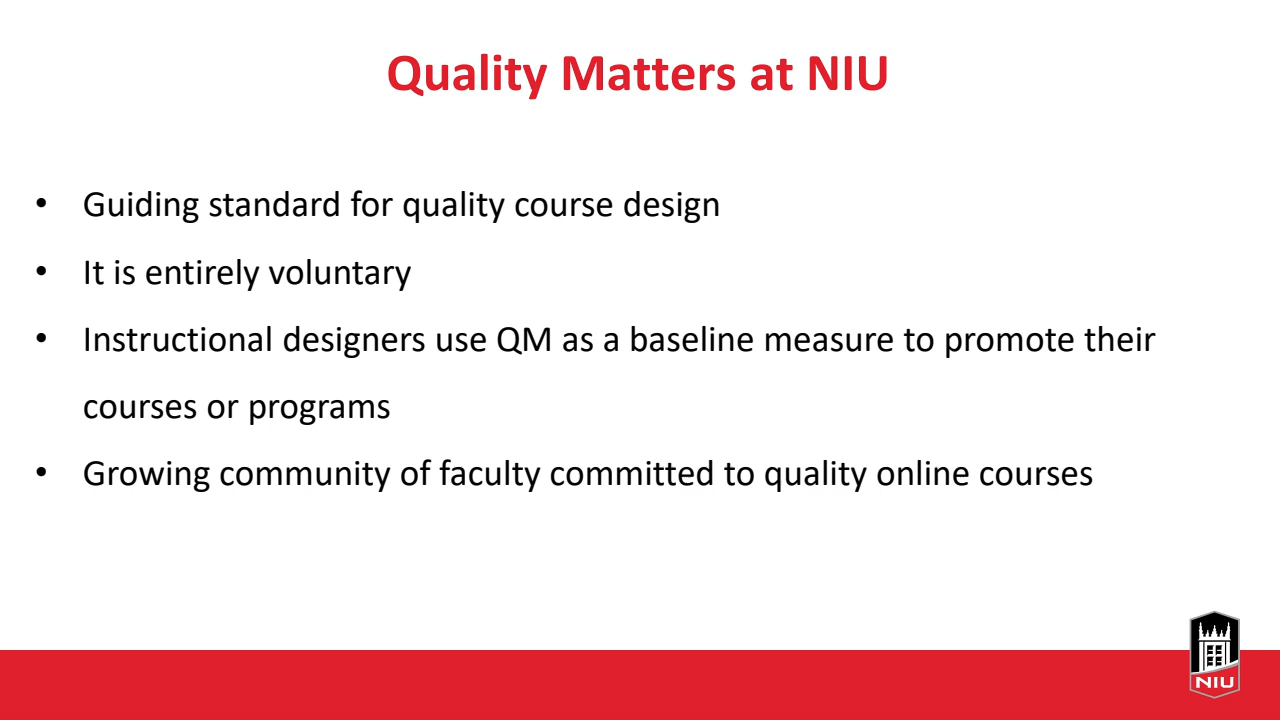 Quality Matters at NIU
• Guiding standard for quality course design
• It is entirely voluntary
• Instructional designers use QM as a baseline measure to promote their
courses or programs
• Growing community of faculty committed to quality online courses
NIU